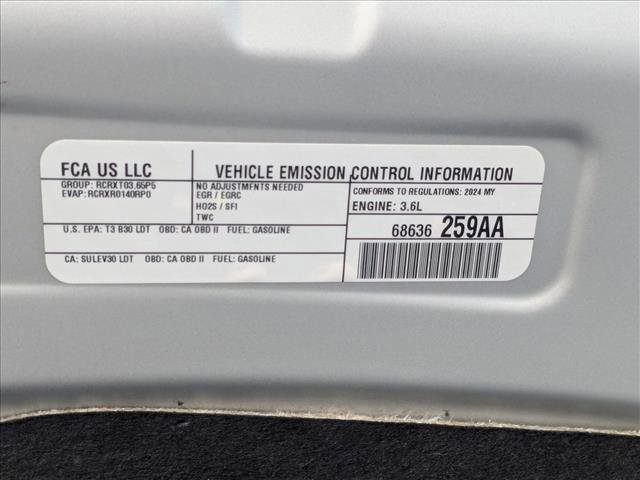 FCA US LLC
VEHICLE EMISSION CONTROL INFORMATION
GROUP: RCRXT03.65P5
EVAP: RCRXR0140RP0
NO ADJUSTMENTS NEEDED
EGR / EGRC
HO2S / SFI
TWC
CONFORMS TO REGULATIONS: 2024 MY
ENGINE: 3.6L
U.S. EPA: T3 B30 LDT OBD: CA OBD II FUEL: GASOLINE
68636 259AA
CA: SULEV30 LDT OBD: CA OBD II FUEL: GASOLINE